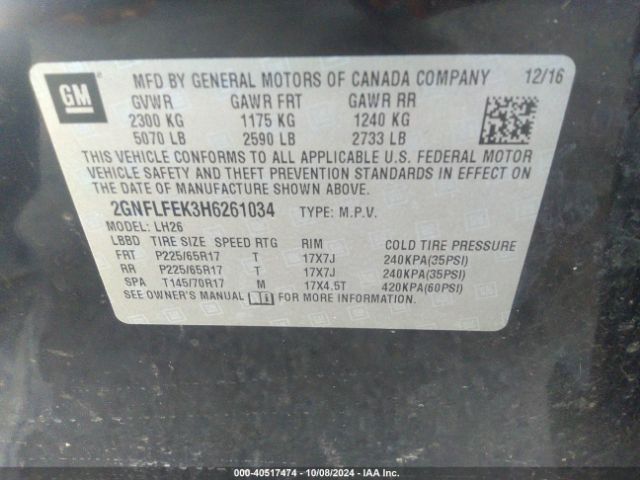 GM
MFD BY GENERAL MOTORS OF CANADA COMPANY 12/16
GVWR GAWR FRT GAWR RR
2300 KG 1175 KG 1240 KG
5070 LB 2590 LB 2733 LB
THIS VEHICLE CONFORMS TO ALL APPLICABLE U.S. FEDERAL MOTOR
VEHICLE SAFETY AND THEFT PREVENTION STANDARDS IN EFFECT ON
THE DATE OF MANUFACTURE SHOWN ABOVE.
2GNFLFEK3H6261034 TYPE: M.P.V.
MODEL: LH26
LBBD TIRE SIZE SPEED RTG RIM COLD TIRE PRESSURE
FRT P225/65R17 T 17X7J 240KPA(35PSI)
RR P225/65R17 T 17X7J 240KPA(35PSI)
SPA T145/70R17 M 17X4.5T 420KPA(60PSI)
SEE OWNER'S MANUAL FOR ADDITIONAL INFORMATION.
000-40517474 - 10/08/2024 - IAA Inc.